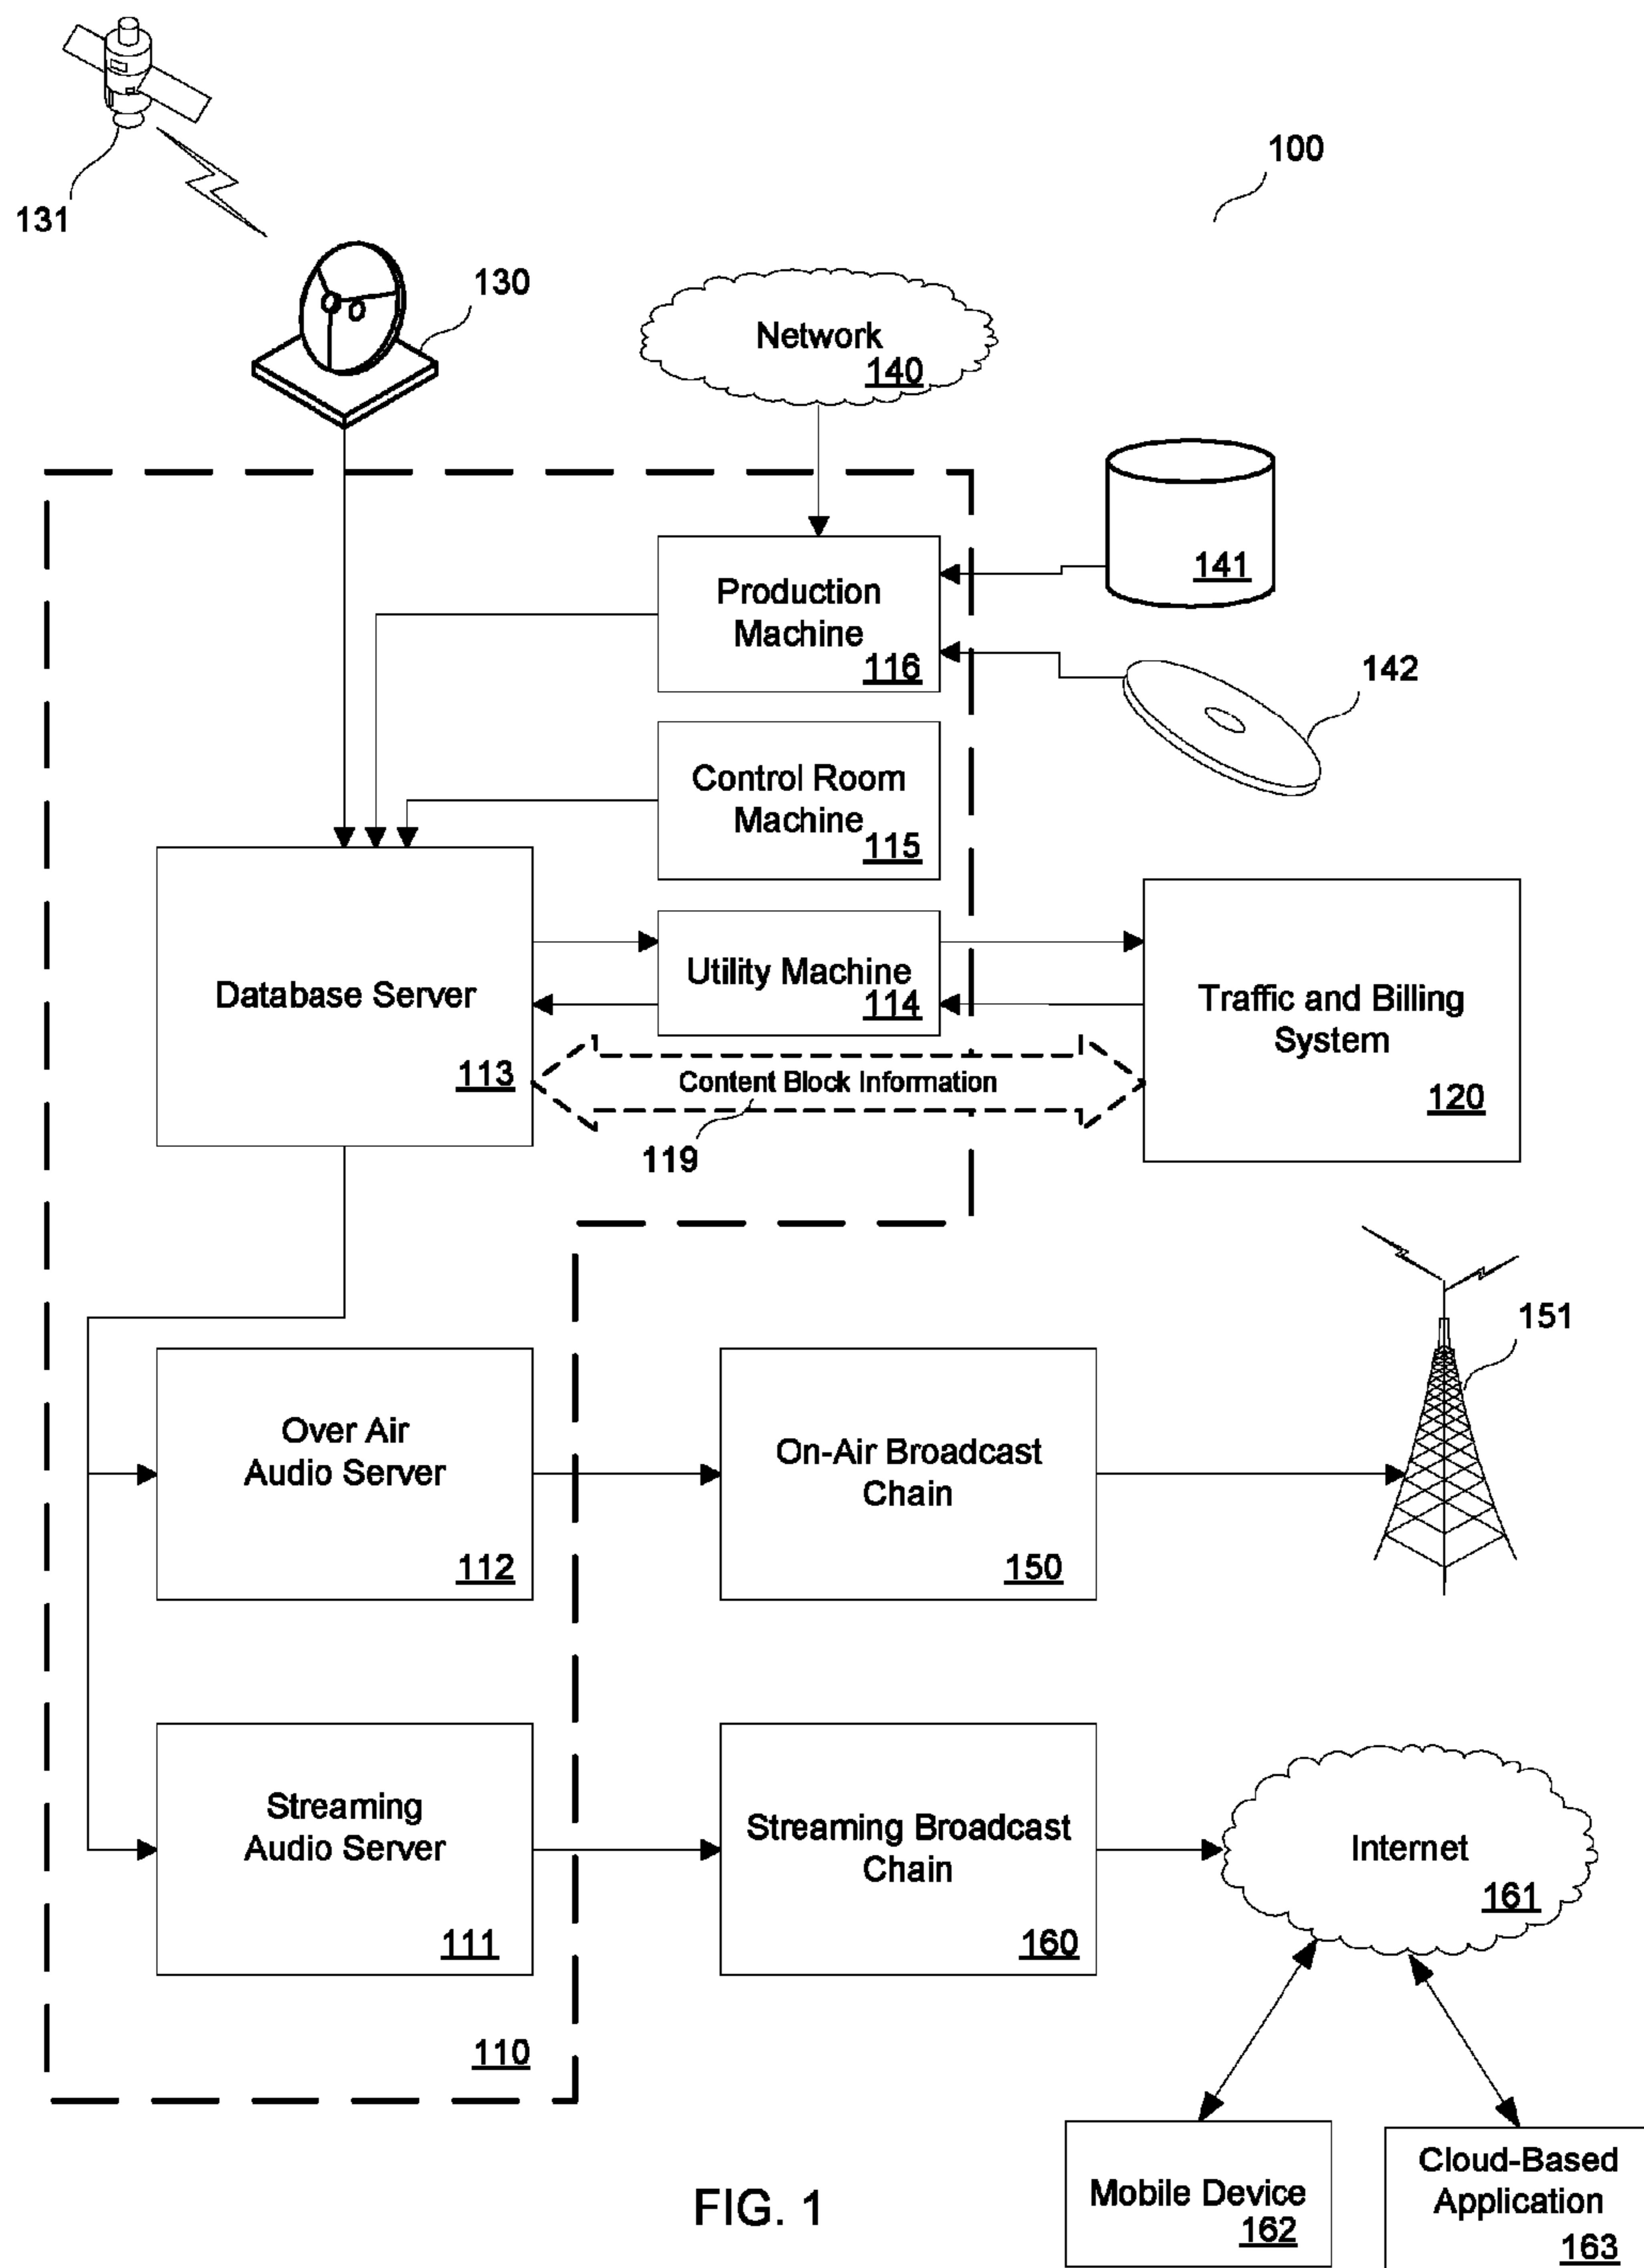 100
131
130
Network
140
141
Production
Machine
116
142
Control Room
Machine
115
Database Server
113
Utility Machine
114
Traffic and Billing
System
120
Content Block Information
119
151
Over Air
Audio Server
112
On-Air Broadcast
Chain
150
Streaming
Audio Server
111
Streaming Broadcast
Chain
160
Internet
161
110
Mobile Device
162
Cloud-Based
Application
163
FIG. 1